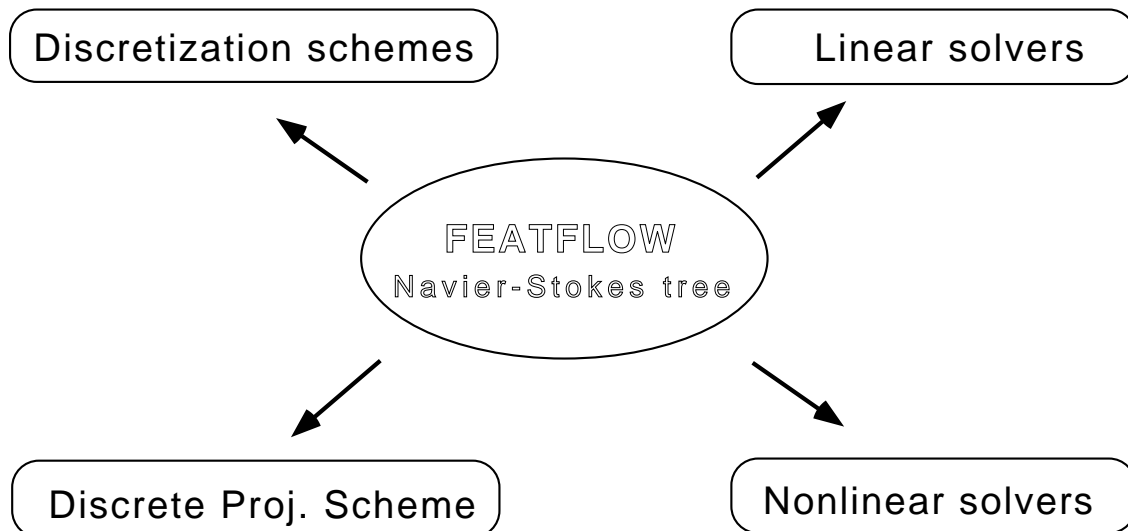 Discretization schemes
Linear solvers
FEATFLOW
Navier-Stokes tree
Discrete Proj. Scheme
Nonlinear solvers